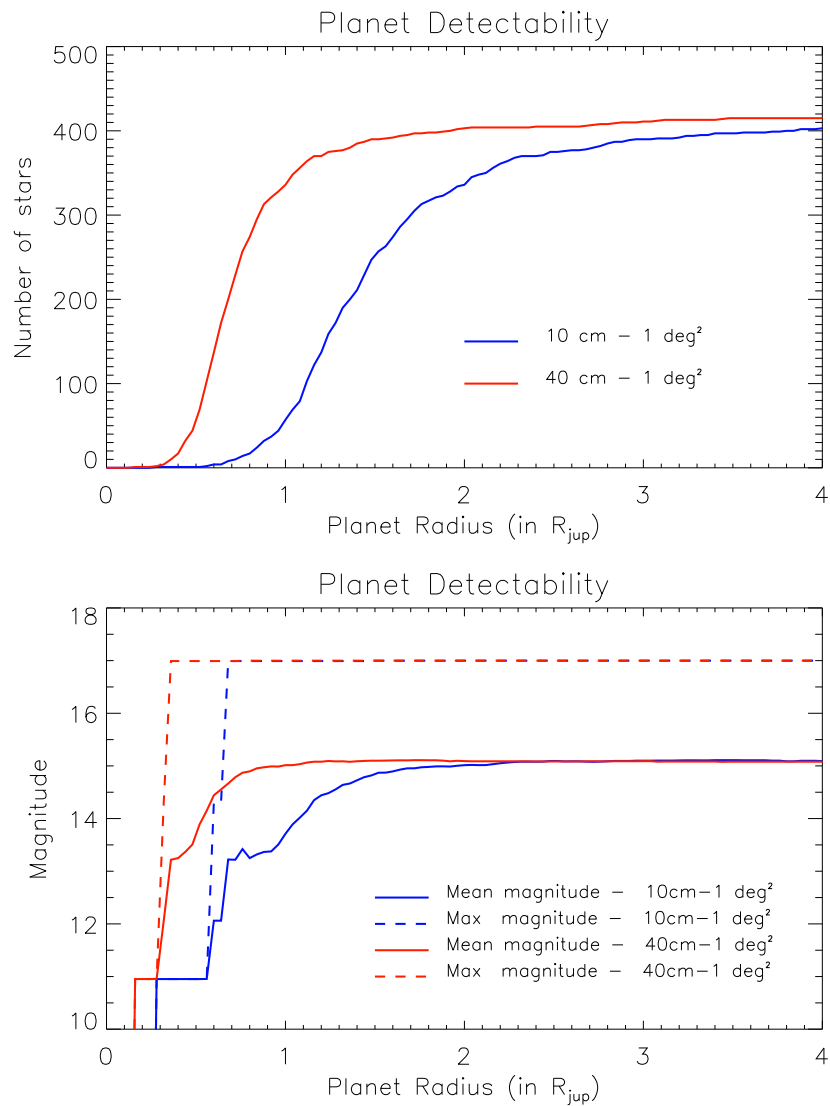 Planet Detectability
500
400
300
200
100
0
Number of stars
10 cm – 1 deg²
40 cm – 1 deg²
0 1 2 3 4
Planet Radius (in R_jup)
Planet Detectability
18
16
14
12
10
Magnitude
Mean magnitude – 10cm–1 deg²
Max magnitude – 10cm–1 deg²
Mean magnitude – 40cm–1 deg²
Max magnitude – 40cm–1 deg²
0 1 2 3 4
Planet Radius (in R_jup)